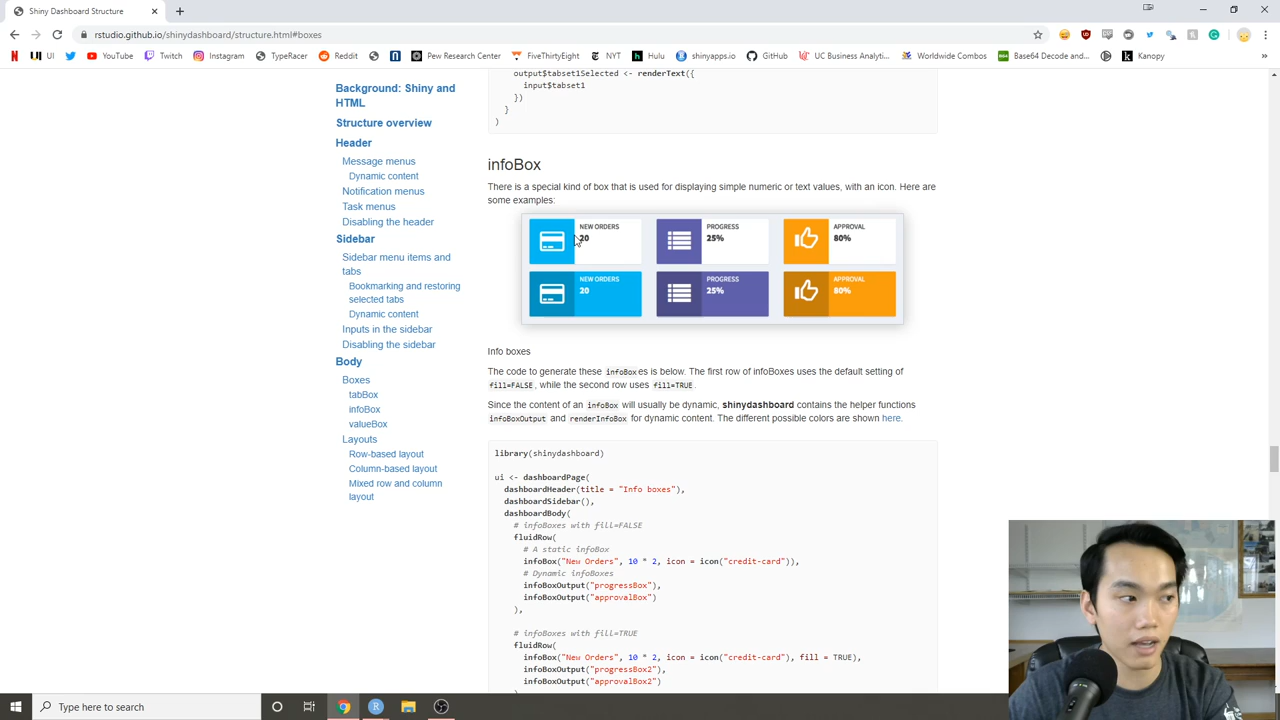 Shiny Dashboard Structure
rstudio.github.io/shinydashboard/structure.html#boxes
UI
YouTube
Twitch
Instagram
TypeRacer
Reddit
Pew Research Center
FiveThirtyEight
NYT
Hulu
shinyapps.io
GitHub
UC Business Analyti...
Worldwide Combos
Base64 Decode and...
Kanopy
Background: Shiny and
HTML
Structure overview
Header
Message menus
Dynamic content
Notification menus
Task menus
Disabling the header
Sidebar
Sidebar menu items and
tabs
Bookmarking and restoring
selected tabs
Dynamic content
Inputs in the sidebar
Disabling the sidebar
Body
Boxes
tabBox
infoBox
valueBox
Layouts
Row-based layout
Column-based layout
Mixed row and column
layout
output$tabset1Selected <- renderText({
input$tabset1
})
}
)
infoBox
There is a special kind of box that is used for displaying simple numeric or text values, with an icon. Here are
some examples:
NEW ORDERS
20
PROGRESS
25%
APPROVAL
80%
NEW ORDERS
20
PROGRESS
25%
APPROVAL
80%
Info boxes
The code to generate these infoBoxes is below. The first row of infoBoxes uses the default setting of
fill=FALSE, while the second row uses fill=TRUE.
Since the content of an infoBox will usually be dynamic, shinydashboard contains the helper functions
infoBoxOutput and renderInfoBox for dynamic content. The different possible colors are shown here.
library(shinydashboard)
ui <- dashboardPage(
dashboardHeader(title = "Info boxes"),
dashboardSidebar(),
dashboardBody(
# infoBoxes with fill=FALSE
fluidRow(
# A static infoBox
infoBox("New Orders", 10 * 2, icon = icon("credit-card")),
# Dynamic infoBoxes
infoBoxOutput("progressBox"),
infoBoxOutput("approvalBox")
),
# infoBoxes with fill=TRUE
fluidRow(
infoBox("New Orders", 10 * 2, icon = icon("credit-card"), fill = TRUE),
infoBoxOutput("progressBox2"),
infoBoxOutput("approvalBox2")
)
Type here to search